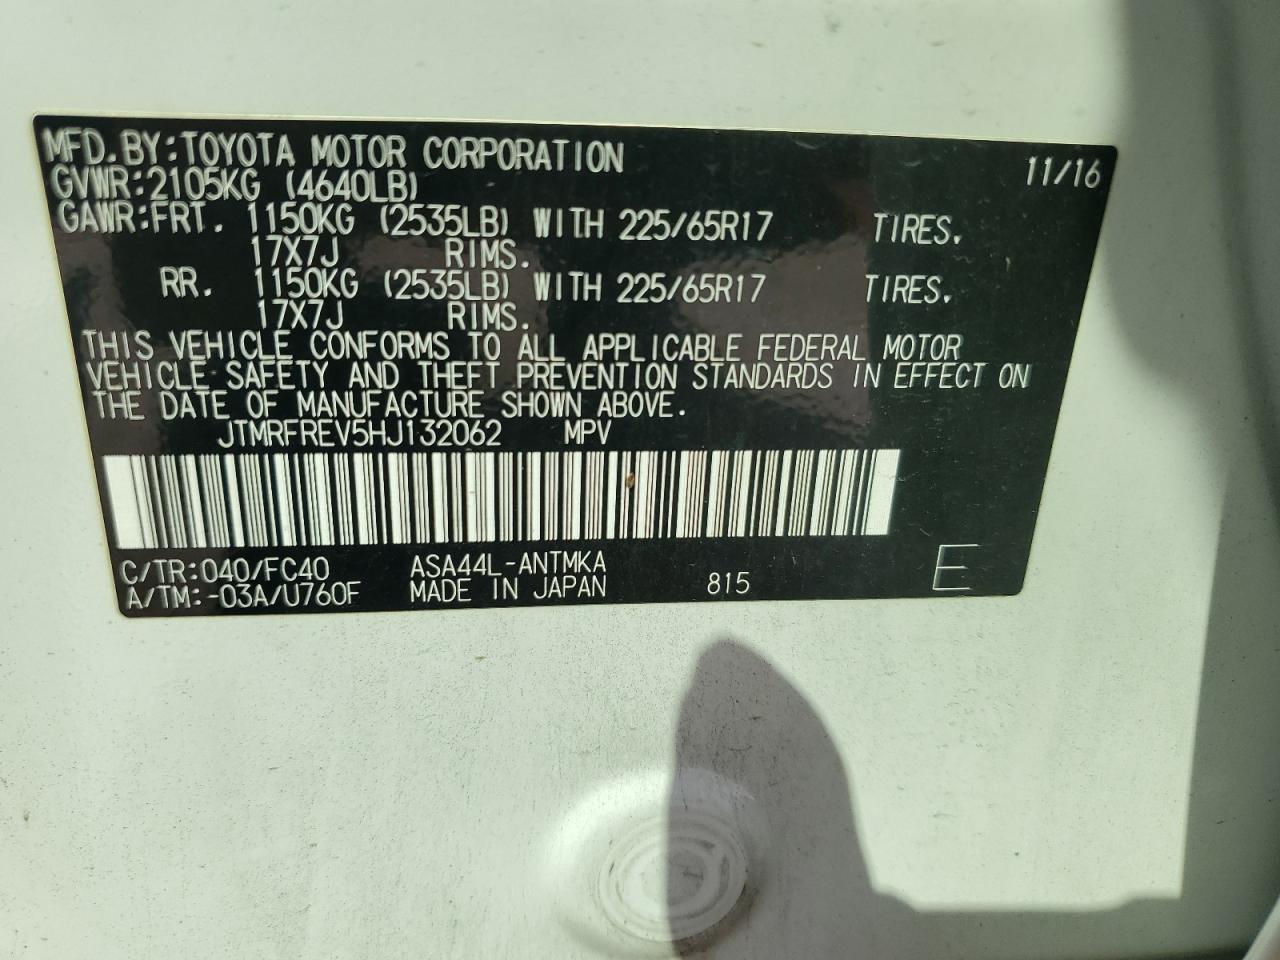 MFD.BY:TOYOTA MOTOR CORPORATION 11/16
GVWR:2105KG (4640LB)
GAWR:FRT. 1150KG (2535LB) WITH 225/65R17 TIRES.
17X7J RIMS.
RR. 1150KG (2535LB) WITH 225/65R17 TIRES.
17X7J RIMS.
THIS VEHICLE CONFORMS TO ALL APPLICABLE FEDERAL MOTOR
VEHICLE SAFETY AND THEFT PREVENTION STANDARDS IN EFFECT ON
THE DATE OF MANUFACTURE SHOWN ABOVE.
JTMRFREV5HJ132062 MPV
C/TR:040/FC40 ASA44L-ANTMKA E
A/TM:-03A/U760F MADE IN JAPAN 815